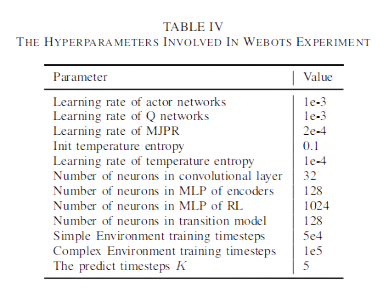 TABLE IV
THE HYPERPARAMETERS INVOLVED IN WEBOTS EXPERIMENT
Parameter Value
Learning rate of actor networks 1e-3
Learning rate of Q networks 1e-3
Learning rate of MJPR 2e-4
Init temperature entropy 0.1
Learning rate of temperature entropy 1e-4
Number of neurons in convolutional layer 32
Number of neurons in MLP of encoders 128
Number of neurons in MLP of RL 1024
Number of neurons in transition model 128
Simple Environment training timesteps 5e4
Complex Environment training timesteps 1e5
The predict timesteps K 5